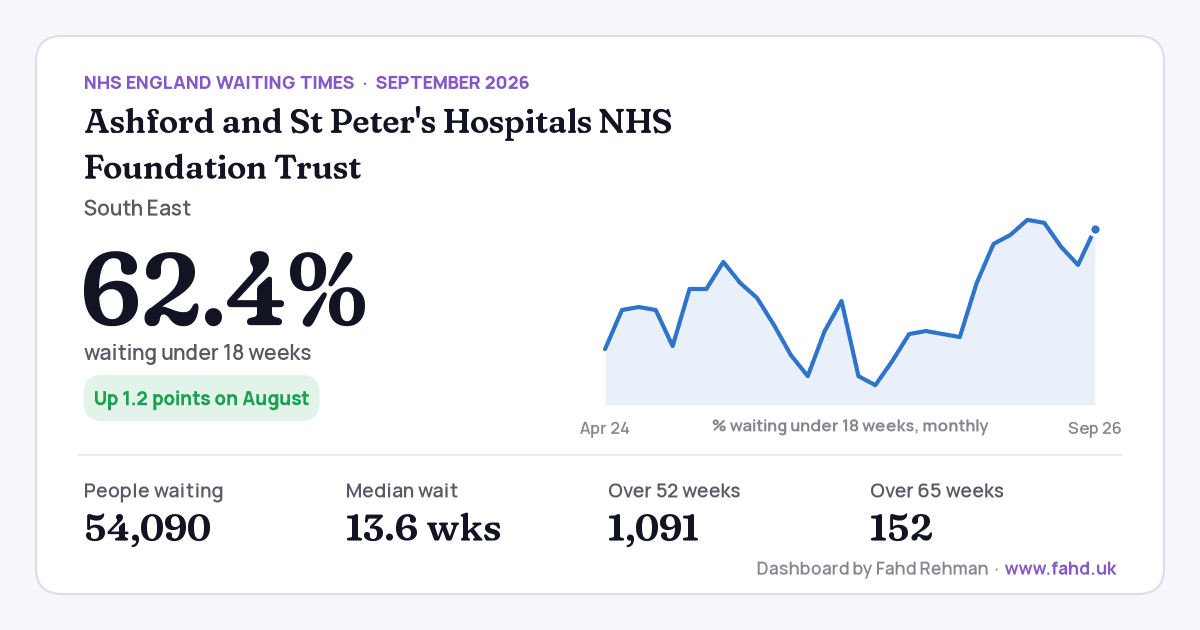 NHS ENGLAND WAITING TIMES · SEPTEMBER 2026
Ashford and St Peter's Hospitals NHS
Foundation Trust
South East
62.4%
waiting under 18 weeks
Up 1.2 points on August
Apr 24
% waiting under 18 weeks, monthly
Sep 26
People waiting
54,090
Median wait
13.6 wks
Over 52 weeks
1,091
Over 65 weeks
152
Dashboard by Fahd Rehman · www.fahd.uk